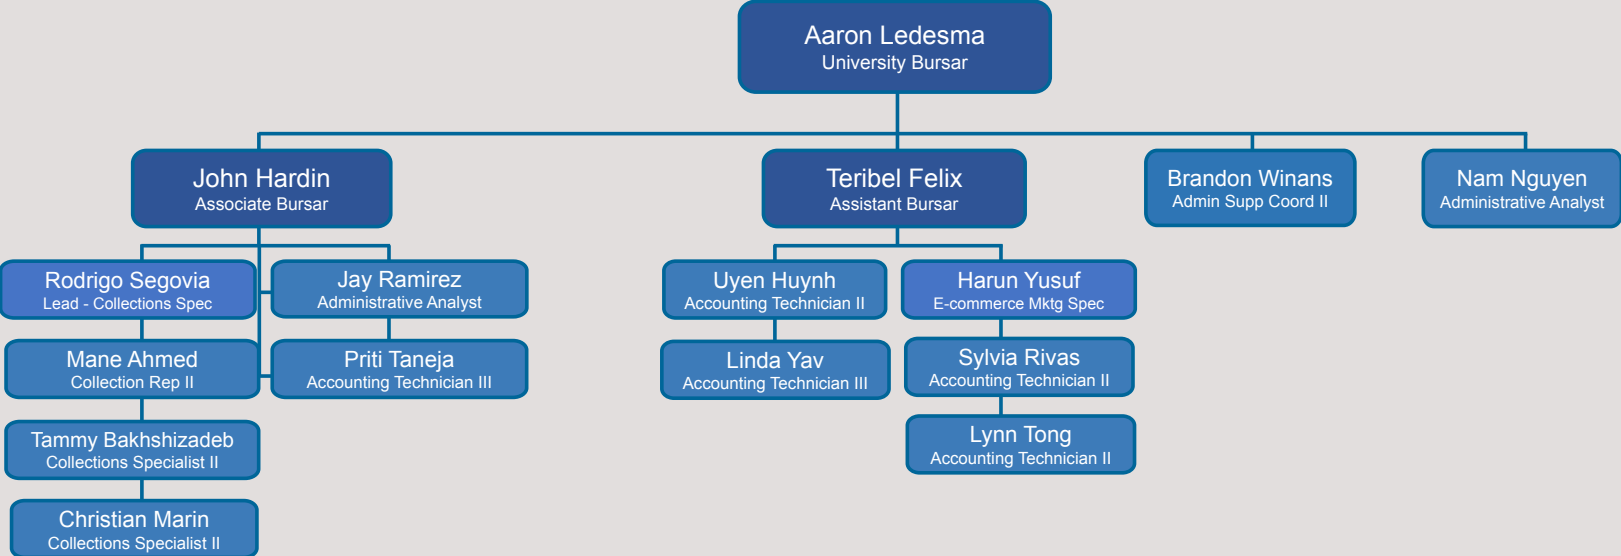 Aaron Ledesma
University Bursar
John Hardin
Associate Bursar
Teribel Felix
Assistant Bursar
Brandon Winans
Admin Supp Coord II
Nam Nguyen
Administrative Analyst
Rodrigo Segovia
Lead - Collections Spec
Jay Ramirez
Administrative Analyst
Uyen Huynh
Accounting Technician II
Harun Yusuf
E-commerce Mktg Spec
Mane Ahmed
Collection Rep II
Priti Taneja
Accounting Technician III
Linda Yav
Accounting Technician III
Sylvia Rivas
Accounting Technician II
Tammy Bakhshizadeb
Collections Specialist II
Lynn Tong
Accounting Technician II
Christian Marin
Collections Specialist II